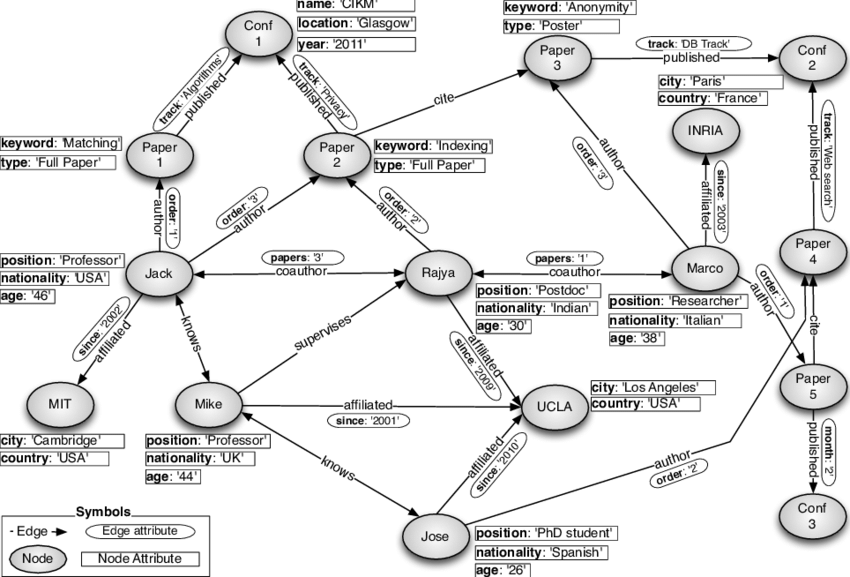 name: 'CIKM'
location: 'Glasgow'
year: '2011'
Conf
1
keyword: 'Anonymity'
type: 'Poster'
Paper
3
track: 'DB Track'
published
Conf
2
track: 'Algorithms'
published
track: 'Privacy'
published
cite
city: 'Paris'
country: 'France'
INRIA
keyword: 'Matching'
type: 'Full Paper'
Paper
1
Paper
2
keyword: 'Indexing'
type: 'Full Paper'
author
order: '3'
since: '2003'
affiliated
track: 'Web search'
published
order: '1'
author
order: '3'
author
order: '2'
author
position: 'Professor'
nationality: 'USA'
age: '46'
Jack
papers: '3'
coauthor
Rajya
papers: '1'
coauthor
Marco
Paper
4
position: 'Postdoc'
nationality: 'Indian'
age: '30'
position: 'Researcher'
nationality: 'Italian'
age: '38'
order: '1'
author
since: '2002'
affiliated
knows
supervises
affiliated
since: '2009'
cite
MIT
city: 'Cambridge'
country: 'USA'
Mike
position: 'Professor'
nationality: 'UK'
age: '44'
affiliated
since: '2001'
UCLA
city: 'Los Angeles'
country: 'USA'
Paper
5
knows
affiliated
since: '2010'
author
order: '2'
month: '2'
published
Conf
3
Jose
position: 'PhD student'
nationality: 'Spanish'
age: '26'
Symbols
- Edge
Edge attribute
Node
Node Attribute